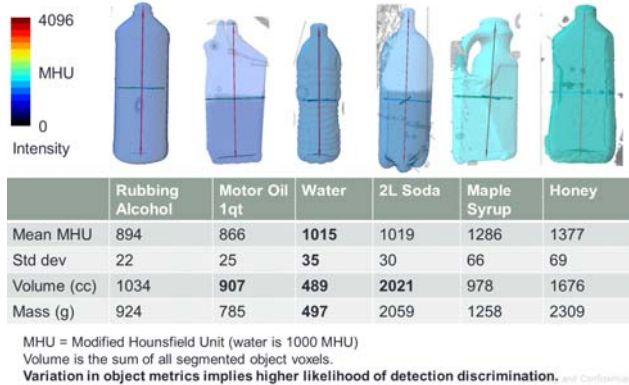 4096
MHU
0
Intensity
Rubbing Alcohol Motor Oil 1qt Water 2L Soda Maple Syrup Honey
Mean MHU 894 866 1015 1019 1286 1377
Std dev 22 25 35 30 66 69
Volume (cc) 1034 907 489 2021 978 1676
Mass (g) 924 785 497 2059 1258 2309
MHU = Modified Hounsfield Unit (water is 1000 MHU)
Volume is the sum of all segmented object voxels.
Variation in object metrics implies higher likelihood of detection discrimination. and Confidential